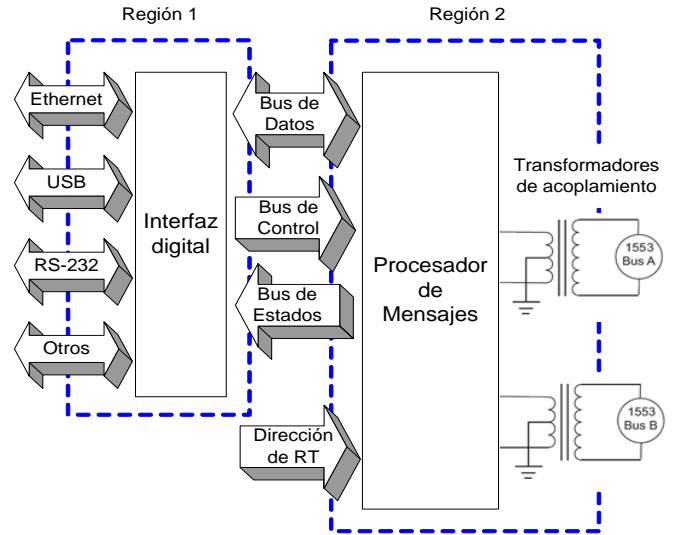 Región 1
Región 2
Ethernet
USB
RS-232
Otros
Interfaz
digital
Bus de
Datos
Bus de
Control
Bus de
Estados
Dirección
de RT
Procesador
de
Mensajes
Transformadores
de acoplamiento
1553
Bus A
1553
Bus B